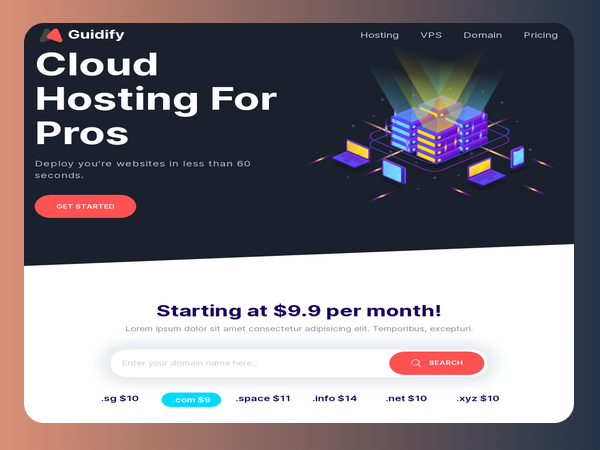 Guidify
Hosting VPS Domain Pricing
Cloud
Hosting For
Pros
Deploy you're websites in less than 60
seconds.
GET STARTED
Starting at $9.9 per month!
Lorem ipsum dolor sit amet consectetur adipisicing elit. Temporibus, excepturi.
Enter your domain name here...
SEARCH
.sg $10 .com $9 .space $11 .info $14 .net $10 .xyz $10